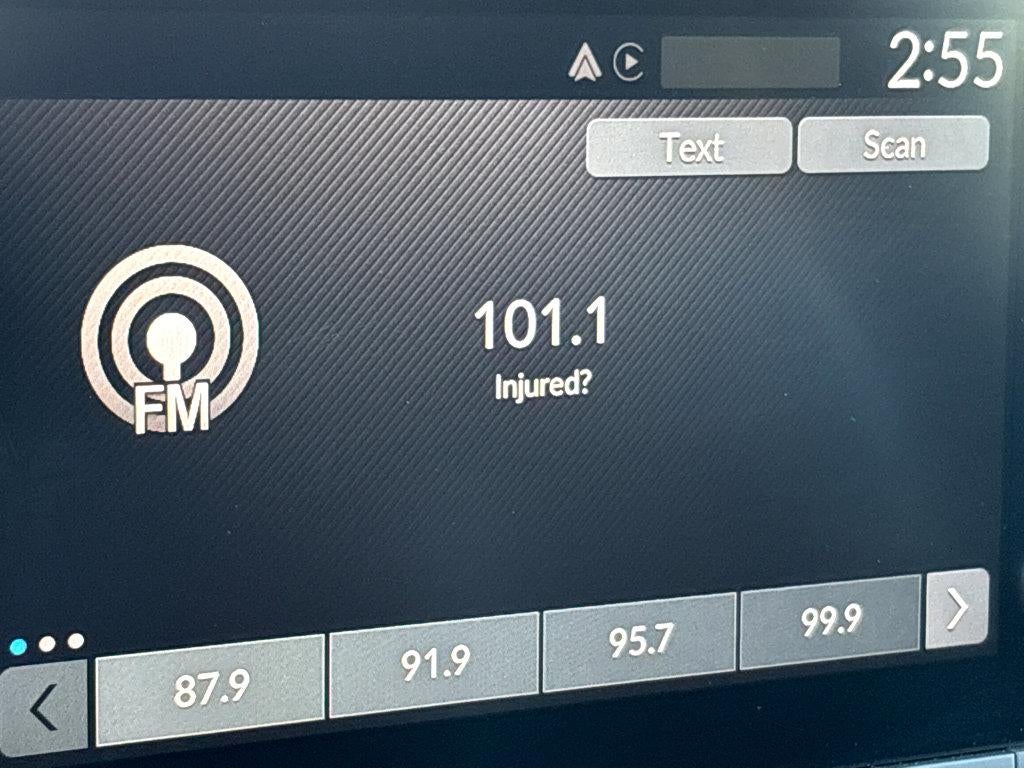 2:55
Text
Scan
FM
101.1
Injured?
87.9
91.9
95.7
99.9